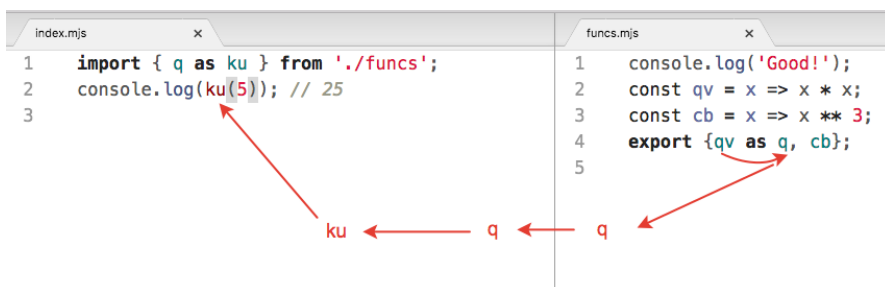 index.mjs x
1 import { q as ku } from './funcs';
2 console.log(ku(5)); // 25
3
funcs.mjs x
1 console.log('Good!');
2 const qv = x => x * x;
3 const cb = x => x ** 3;
4 export {qv as q, cb};
5
ku q q